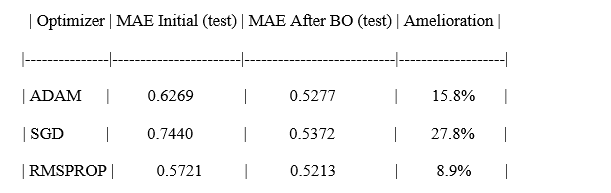 | Optimizer | MAE Initial (test) | MAE After BO (test) | Amelioration |
|---------------|-----------------------|---------------------------|-------------------|
| ADAM | 0.6269 | 0.5277 | 15.8% |
| SGD | 0.7440 | 0.5372 | 27.8% |
| RMSPROP | 0.5721 | 0.5213 | 8.9% |